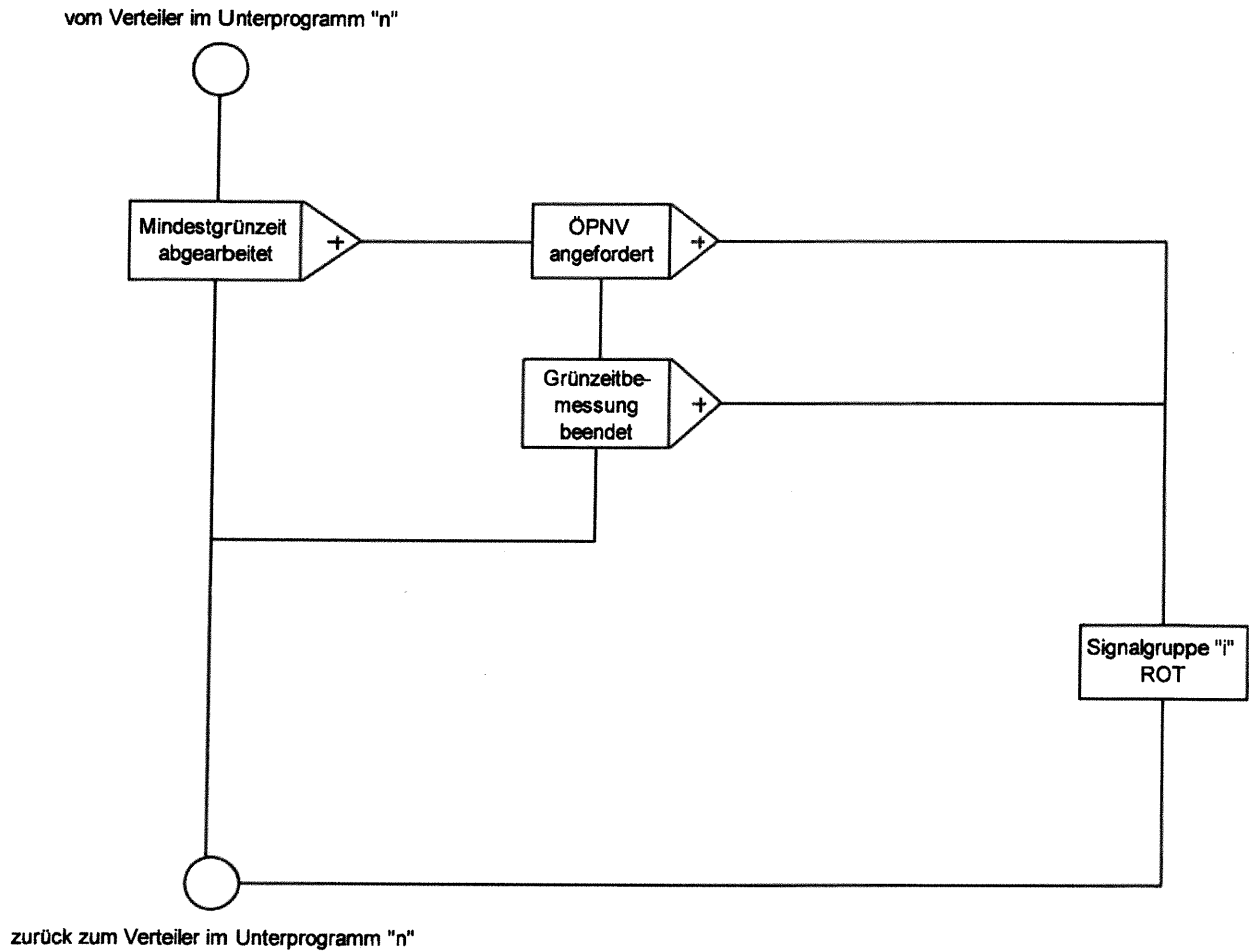 vom Verteiler im Unterprogramm "n"
Mindestgrünzeit
abgearbeitet
+
ÖPNV
angefordert
+
Grünzeitbe-
messung
beendet
+
Signalgruppe "i"
ROT
zurück zum Verteiler im Unterprogramm "n"